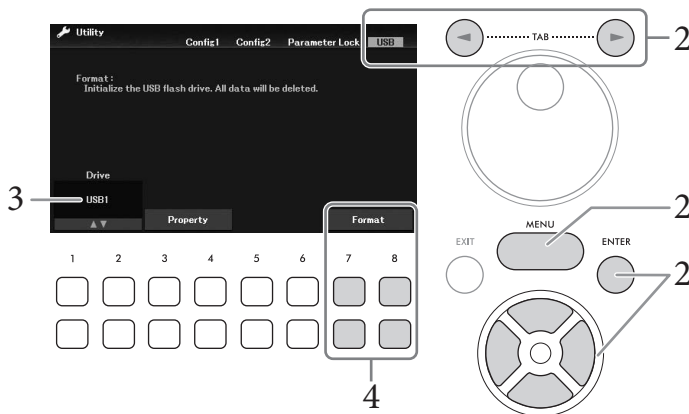 Utility
Config1 Config2 Parameter Lock USB
TAB
2
Format :
Initialize the USB flash drive. All data will be deleted.
Drive
USB1
3
Property
Format
MENU
2
EXIT
ENTER
2
1 2 3 4 5 6 7 8
4